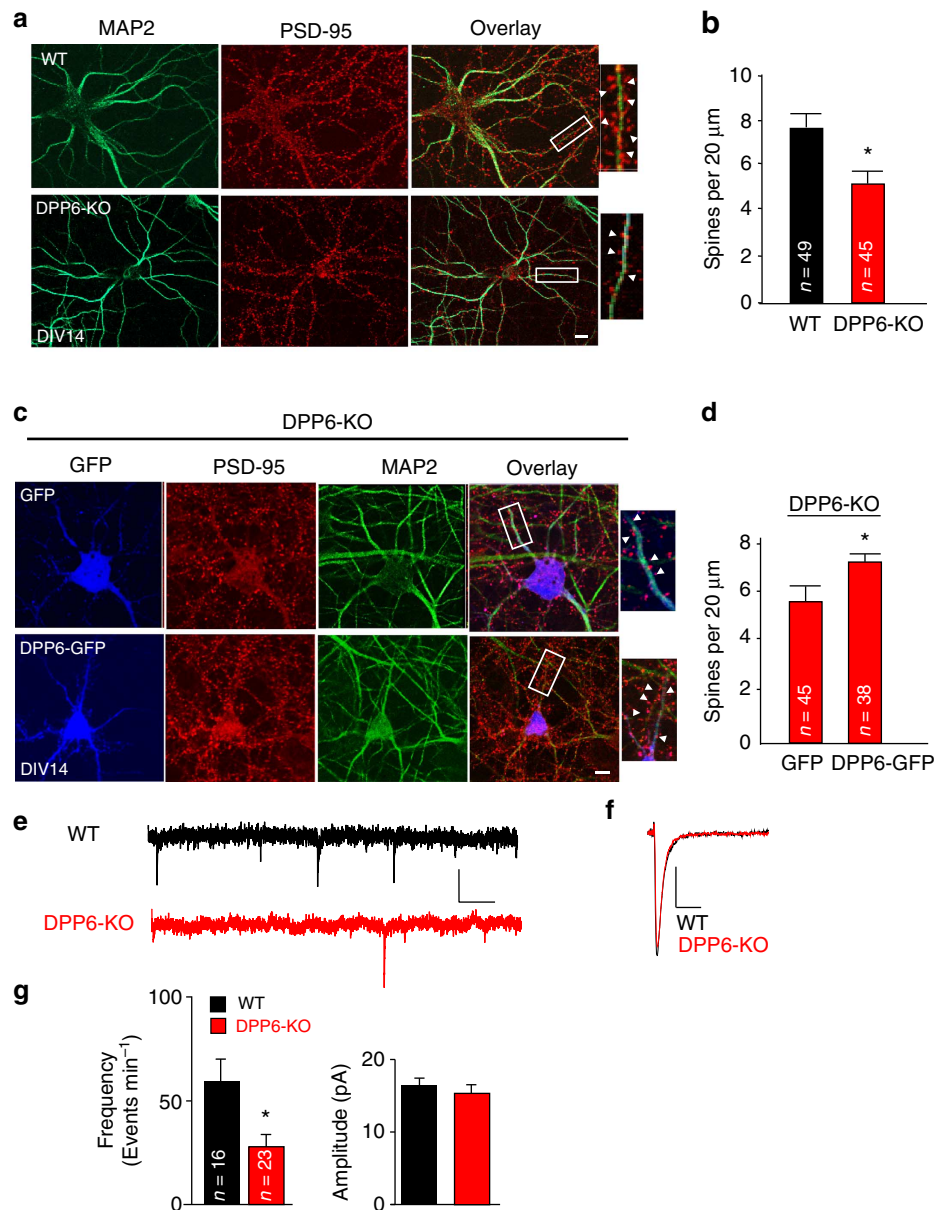 a
MAP2 PSD-95 Overlay
WT
DPP6-KO
DIV14
b
Spines per 20 μm
10
8
6
4
2
0
*
n = 49
n = 45
WT DPP6-KO
c
DPP6-KO
GFP PSD-95 MAP2 Overlay
GFP
DPP6-GFP
DIV14
d
DPP6-KO
*
Spines per 20 μm
8
6
4
2
0
n = 45
n = 38
GFP DPP6-GFP
e
WT
DPP6-KO
f
WT
DPP6-KO
g
WT
DPP6-KO
Frequency
(Events min⁻¹)
100
50
0
*
n = 16
n = 23
Amplitude (pA)
20
10
0